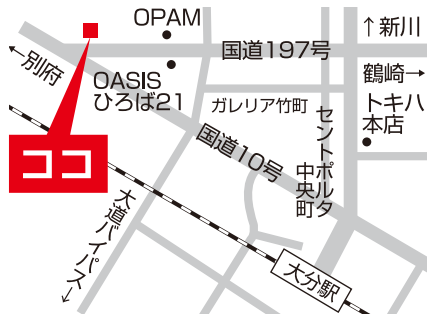 OPAM
↑新川
国道197号
←別府
鶴崎→
OASIS
ひろば21
ガレリア竹町
トキハ
本店
セントポルタ
中央町
国道10号
ココ
大道バイパス→
大分駅